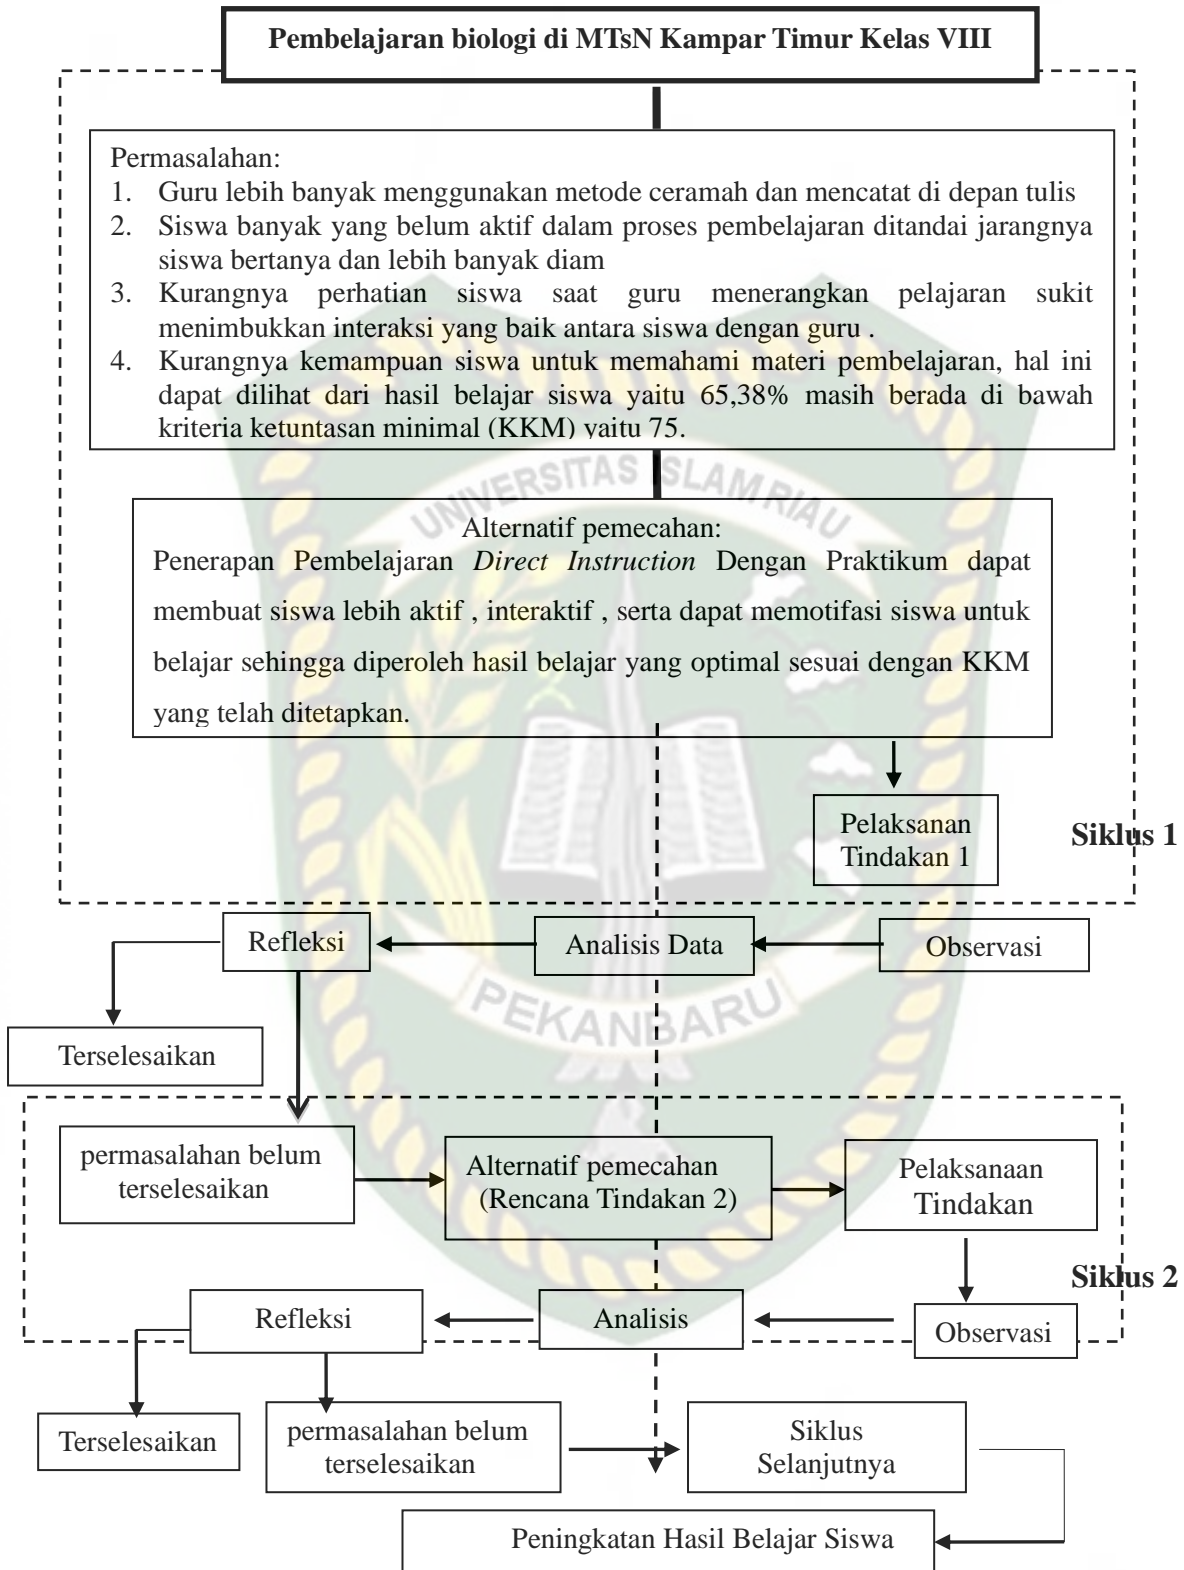 Pembelajaran biologi di MTsN Kampar Timur Kelas VIII
Permasalahan:
1. Guru lebih banyak menggunakan metode ceramah dan mencatat di depan tulis
2. Siswa banyak yang belum aktif dalam proses pembelajaran ditandai jarangnya
siswa bertanya dan lebih banyak diam
3. Kurangnya perhatian siswa saat guru menerangkan pelajaran sukit
menimbukkan interaksi yang baik antara siswa dengan guru .
4. Kurangnya kemampuan siswa untuk memahami materi pembelajaran, hal ini
dapat dilihat dari hasil belajar siswa yaitu 65,38% masih berada di bawah
kriteria ketuntasan minimal (KKM) yaitu 75.
UNIVERSITAS ISLAM RIAU
Alternatif pemecahan:
Penerapan Pembelajaran Direct Instruction Dengan Praktikum dapat
membuat siswa lebih aktif , interaktif , serta dapat memotifasi siswa untuk
belajar sehingga diperoleh hasil belajar yang optimal sesuai dengan KKM
yang telah ditetapkan.
Pelaksanan
Tindakan 1
Siklus 1
Refleksi
Analisis Data
Observasi
PEKANBARU
Terselesaikan
permasalahan belum
terselesaikan
Alternatif pemecahan
(Rencana Tindakan 2)
Pelaksanaan
Tindakan
Siklus 2
Refleksi
Analisis
Observasi
Terselesaikan
permasalahan belum
terselesaikan
Siklus
Selanjutnya
Peningkatan Hasil Belajar Siswa